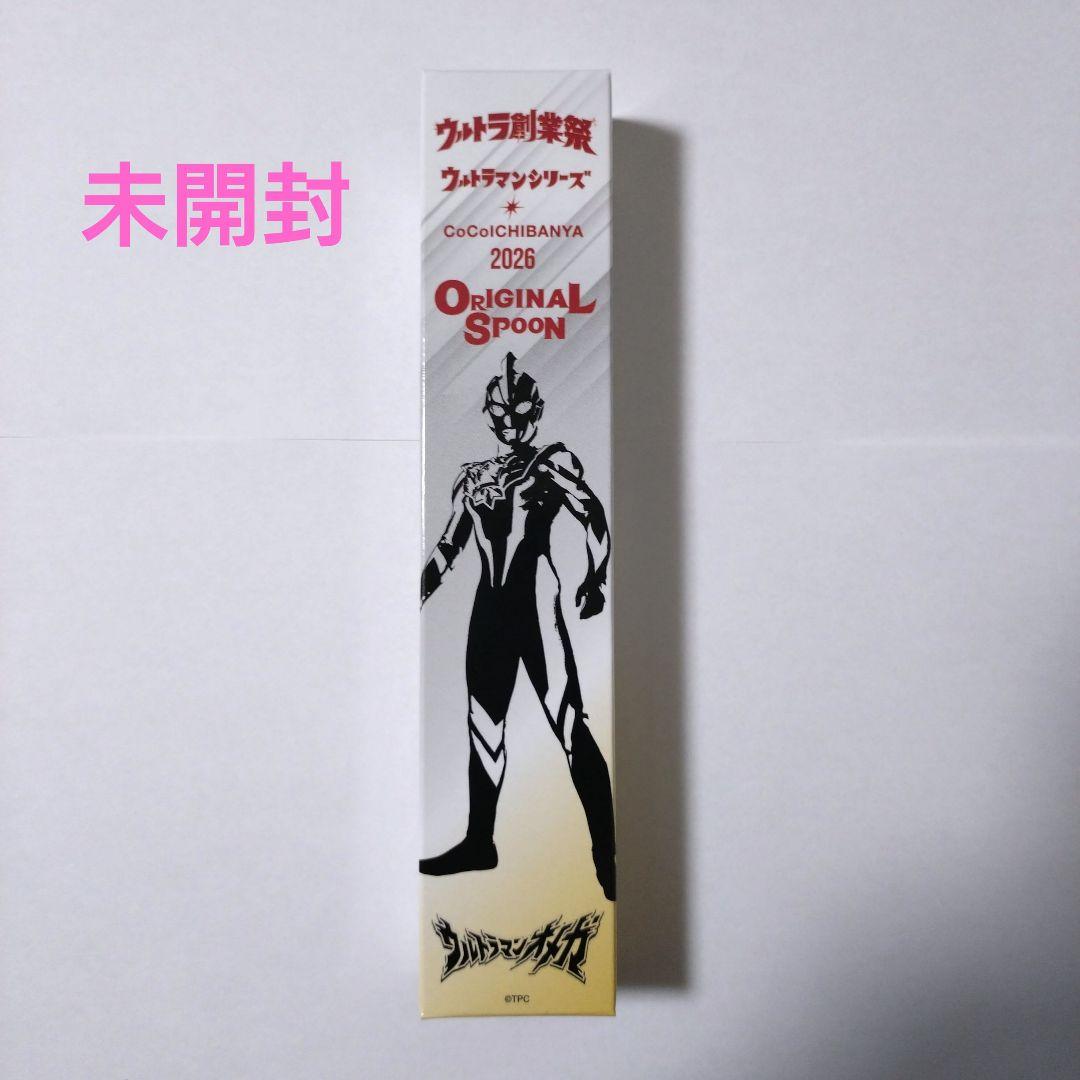 未開封
ウルトラ創業祭
ウルトラマンシリーズ
CoCoICHIBANYA
2026
ORIGINAL
SPOON
ウルトラマンオメガ
©TPC